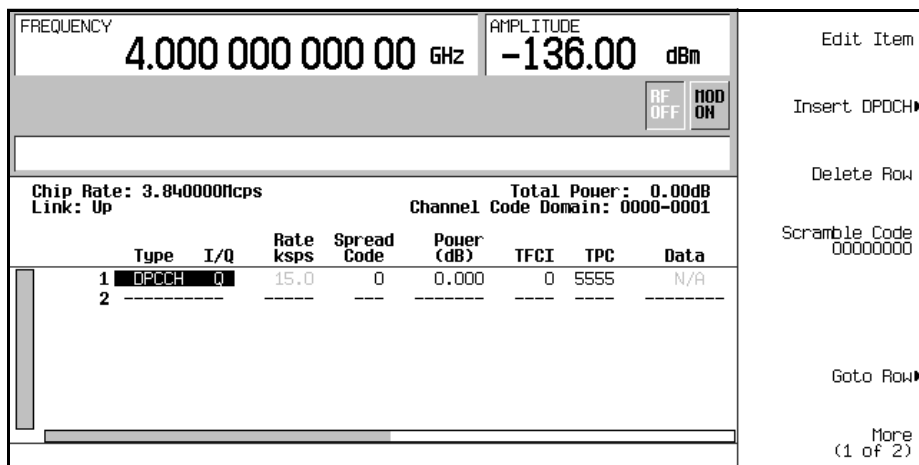 FREQUENCY
4.000 000 000 00 GHz
AMPLITUDE
-136.00 dBm
RF OFF
MOD ON
Chip Rate: 3.840000Mcps
Link: Up
Total Power: 0.00dB
Channel Code Domain: 0000-0001
Type I/Q Rate ksps Spread Code Power (dB) TFCI TPC Data
1 DPCCH Q 15.0 0 0.000 0 5555 N/A
2 ---------- ----- --- ------- ---- ---- --------
Edit Item
Insert DPDCH
Delete Row
Scramble Code
00000000
Goto Row
More
(1 of 2)